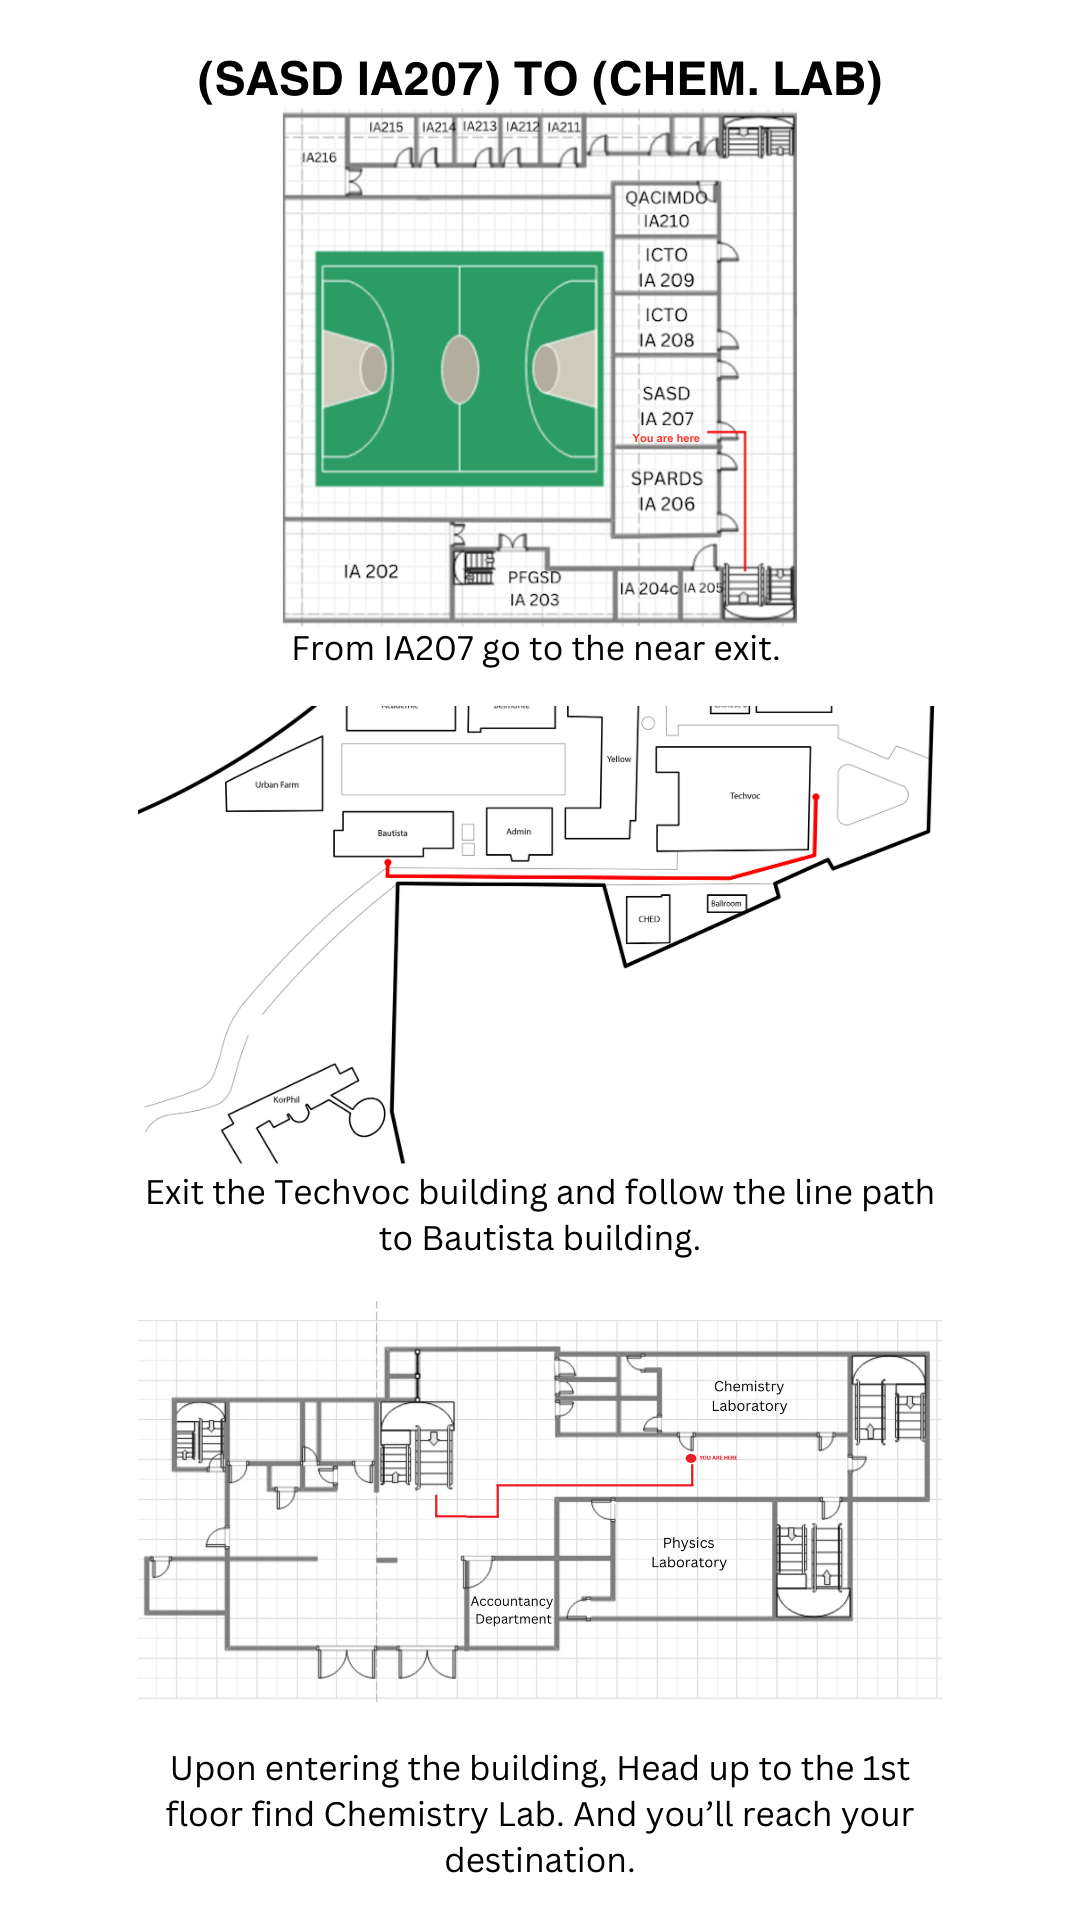 (SASD IA207) TO (CHEM. LAB)
IA215
IA214
IA213
IA212
IA211
IA216
QACIMDO
IA210
ICTO
IA 209
ICTO
IA 208
SASD
IA 207
You are here
SPARDS
IA 206
IA 202
PFGSD
IA 203
IA 204c
IA 205
From IA207 go to the near exit.
Academic
Belmonte
Yellow
Urban Farm
Techvoc
Bautista
Admin
CHED
Ballroom
KorPhil
Exit the Techvoc building and follow the line path
to Bautista building.
Chemistry
Laboratory
YOU ARE HERE
Physics
Laboratory
Accountancy
Department
Upon entering the building, Head up to the 1st
floor find Chemistry Lab. And you’ll reach your
destination.